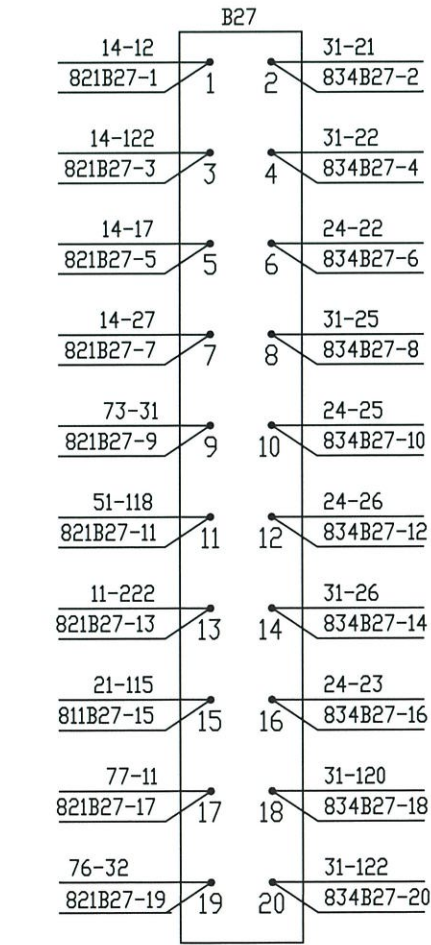 B27
14-12 31-21
821B27-1 1 2 834B27-2
14-122 31-22
821B27-3 3 4 834B27-4
14-17 24-22
821B27-5 5 6 834B27-6
14-27 31-25
821B27-7 7 8 834B27-8
73-31 24-25
821B27-9 9 10 834B27-10
51-118 24-26
821B27-11 11 12 834B27-12
11-222 31-26
821B27-13 13 14 834B27-14
21-115 24-23
811B27-15 15 16 834B27-16
77-11 31-120
821B27-17 17 18 834B27-18
76-32 31-122
821B27-19 19 20 834B27-20